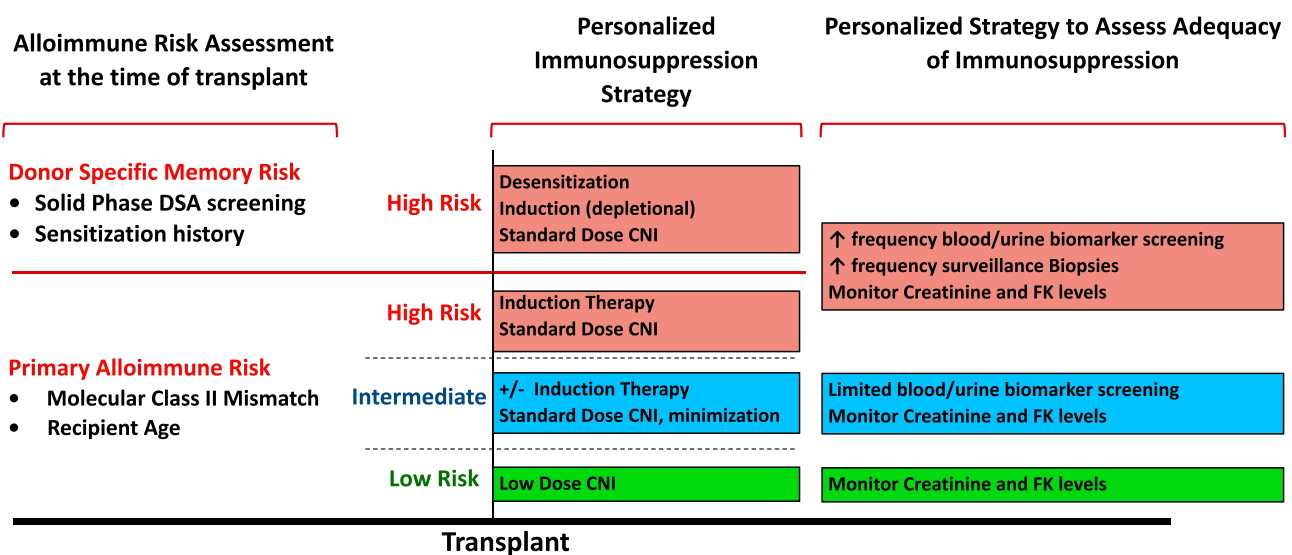 Alloimmune Risk Assessment
at the time of transplant
Personalized
Immunosuppression
Strategy
Personalized Strategy to Assess Adequacy
of Immunosuppression
Donor Specific Memory Risk
• Solid Phase DSA screening
• Sensitization history
High Risk
Desensitization
Induction (depletional)
Standard Dose CNI
↑ frequency blood/urine biomarker screening
↑ frequency surveillance Biopsies
Monitor Creatinine and FK levels
High Risk
Induction Therapy
Standard Dose CNI
Primary Alloimmune Risk
• Molecular Class II Mismatch
• Recipient Age
Intermediate
+/- Induction Therapy
Standard Dose CNI, minimization
Limited blood/urine biomarker screening
Monitor Creatinine and FK levels
Low Risk
Low Dose CNI
Monitor Creatinine and FK levels
Transplant